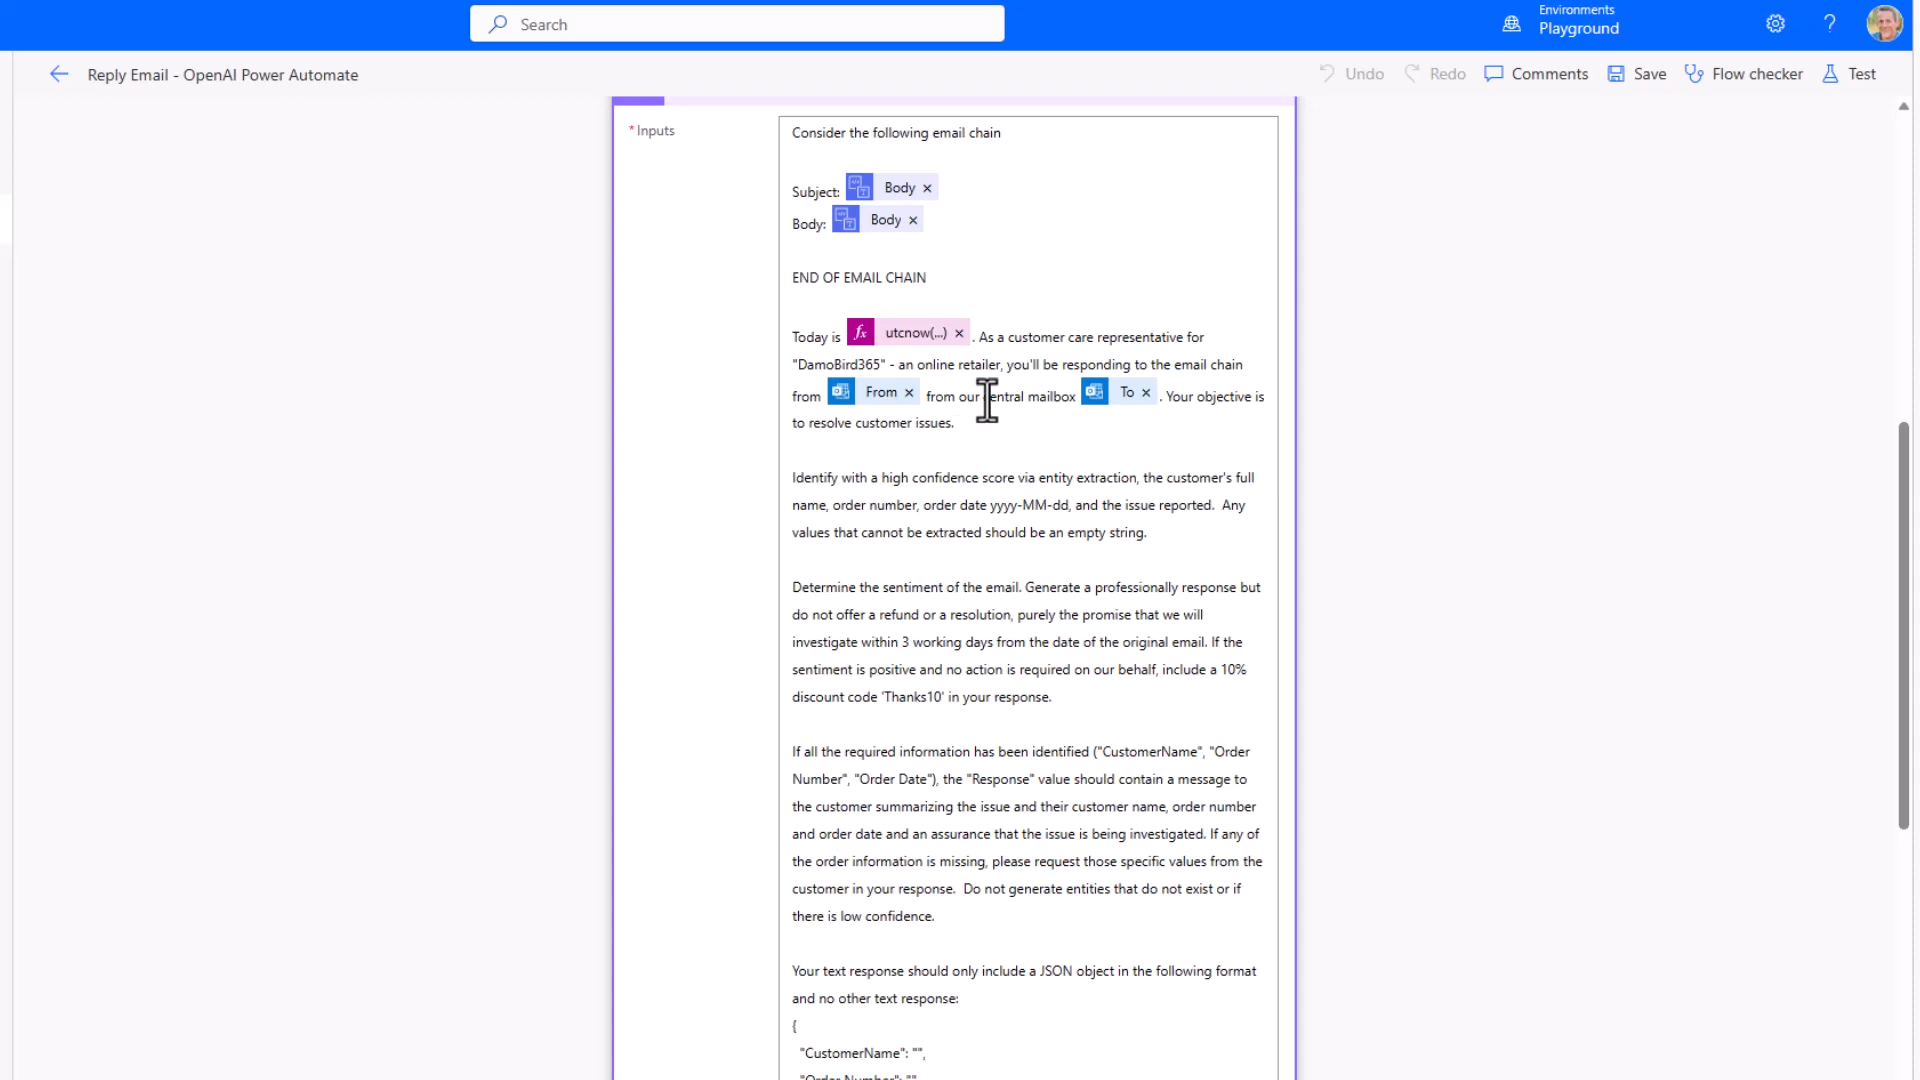 Search
Environments
Playground
Reply Email - OpenAI Power Automate
Undo
Redo
Comments
Save
Flow checker
Test
* Inputs
Consider the following email chain
Subject: Body ×
Body: Body ×
END OF EMAIL CHAIN
Today is fx utcnow(...) × . As a customer care representative for
"DamoBird365" - an online retailer, you'll be responding to the email chain
from From × from our central mailbox To × . Your objective is
to resolve customer issues.
Identify with a high confidence score via entity extraction, the customer's full
name, order number, order date yyyy-MM-dd, and the issue reported. Any
values that cannot be extracted should be an empty string.
Determine the sentiment of the email. Generate a professionally response but
do not offer a refund or a resolution, purely the promise that we will
investigate within 3 working days from the date of the original email. If the
sentiment is positive and no action is required on our behalf, include a 10%
discount code 'Thanks10' in your response.
If all the required information has been identified ("CustomerName", "Order
Number", "Order Date"), the "Response" value should contain a message to
the customer summarizing the issue and their customer name, order number
and order date and an assurance that the issue is being investigated. If any of
the order information is missing, please request those specific values from the
customer in your response. Do not generate entities that do not exist or if
there is low confidence.
Your text response should only include a JSON object in the following format
and no other text response:
{
"CustomerName": "",
"Order Number": ""